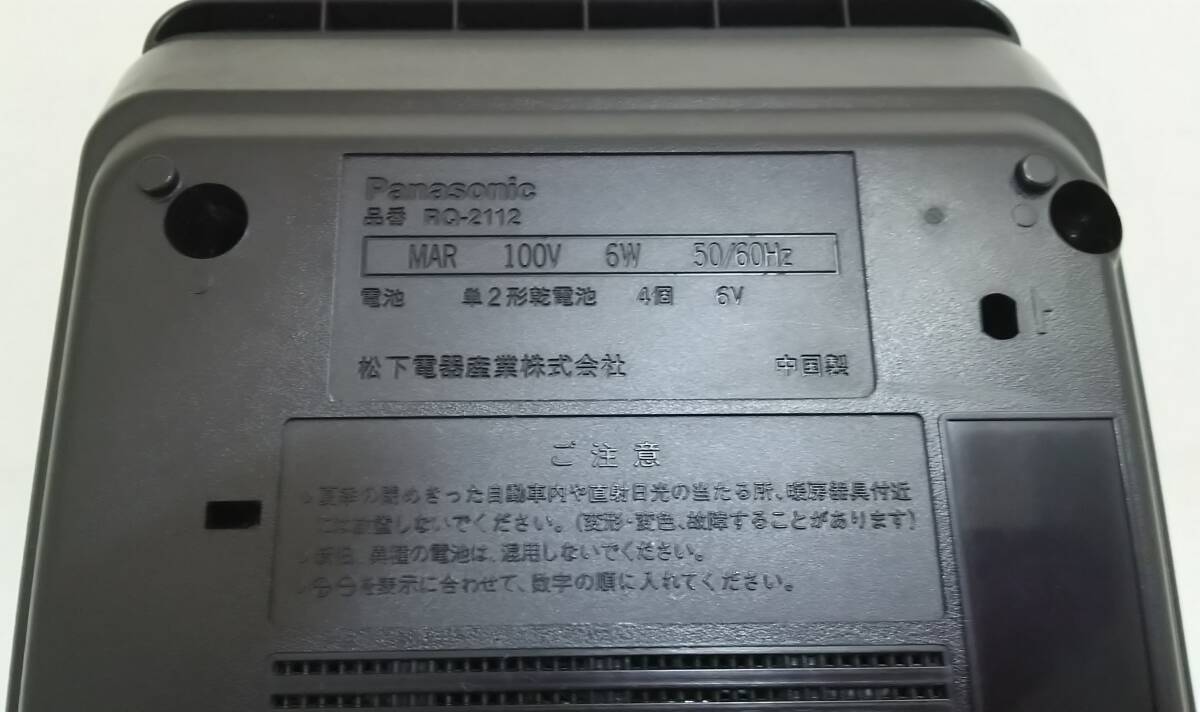 Panasonic
品番 RQ-2112
MAR 100V 6W 50/60Hz
電池 単2形乾電池 4個 6V
松下電器産業株式会社 中国製
ご注意
夏季の閉めきった自動車内や直射日光の当たる所、暖房器具付近
には放置しないでください。(変形・変色、故障することがあります)
新旧、異種の電池は、混用しないでください。
を表示に合わせて、数字の順に入れてください。